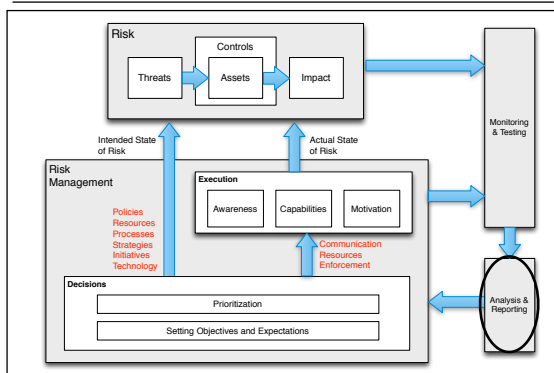 Risk
Controls
Threats
Assets
Impact
Monitoring
& Testing
Intended State
of Risk
Actual State
of Risk
Risk
Management
Execution
Awareness
Capabilities
Motivation
Policies
Resources
Processes
Strategies
Initiatives
Technology
Communication
Resources
Enforcement
Decisions
Prioritization
Setting Objectives and Expectations
Analysis &
Reporting